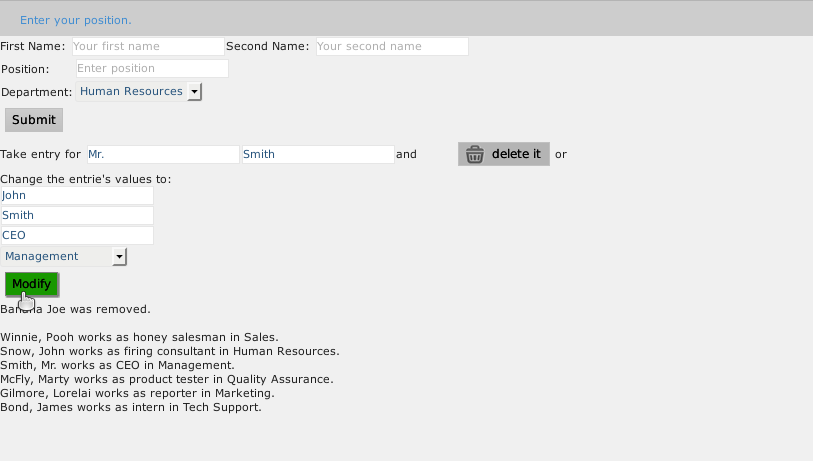 Enter your position.
First Name: Your first name Second Name: Your second name
Position: Enter position
Department: Human Resources
Submit
Take entry for Mr. Smith and delete it or
Change the entrie's values to:
John
Smith
CEO
Management
Modify
Banana Joe was removed.
Winnie, Pooh works as honey salesman in Sales.
Snow, John works as firing consultant in Human Resources.
Smith, Mr. works as CEO in Management.
McFly, Marty works as product tester in Quality Assurance.
Gilmore, Lorelai works as reporter in Marketing.
Bond, James works as intern in Tech Support.